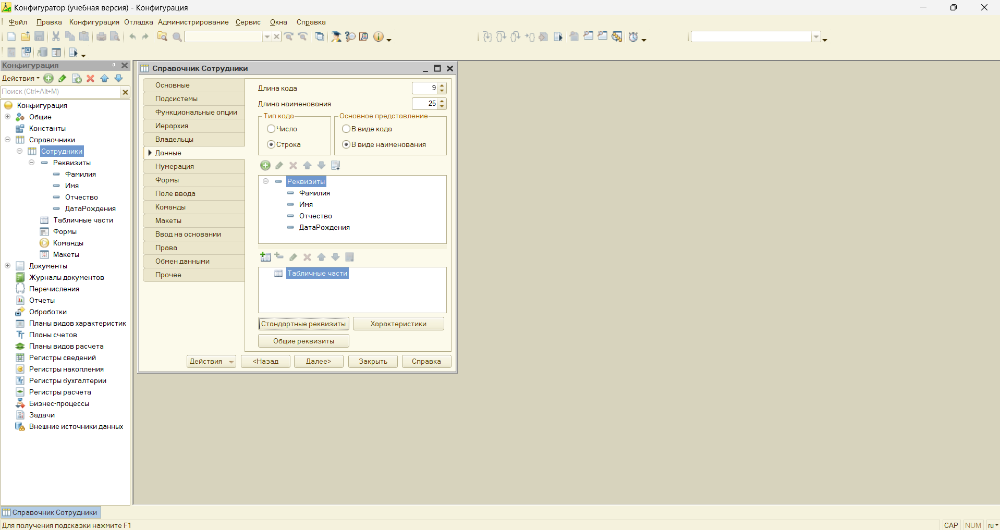 Конфигуратор (учебная версия) - Конфигурация
Файл Правка Конфигурация Отладка Администрирование Сервис Окна Справка
Конфигурация
Действия
Поиск (Ctrl+Alt+M)
Конфигурация
Общие
Константы
Справочники
Сотрудники
Реквизиты
Фамилия
Имя
Отчество
ДатаРождения
Табличные части
Формы
Команды
Макеты
Документы
Журналы документов
Перечисления
Отчеты
Обработки
Планы видов характеристик
Планы счетов
Планы видов расчета
Регистры сведений
Регистры накопления
Регистры бухгалтерии
Регистры расчета
Бизнес-процессы
Задачи
Внешние источники данных
Справочник Сотрудники
Основные
Подсистемы
Функциональные опции
Иерархия
Владельцы
Данные
Нумерация
Формы
Поле ввода
Команды
Макеты
Ввод на основании
Права
Обмен данными
Прочее
Длина кода 9
Длина наименования 25
Тип кода Основное представление
Число В виде кода
Строка В виде наименования
Реквизиты
Фамилия
Имя
Отчество
ДатаРождения
Табличные части
Стандартные реквизиты Характеристики
Общие реквизиты
Действия <Назад Далее> Закрыть Справка
Справочник Сотрудники
Для получения подсказки нажмите F1 CAP NUM ru